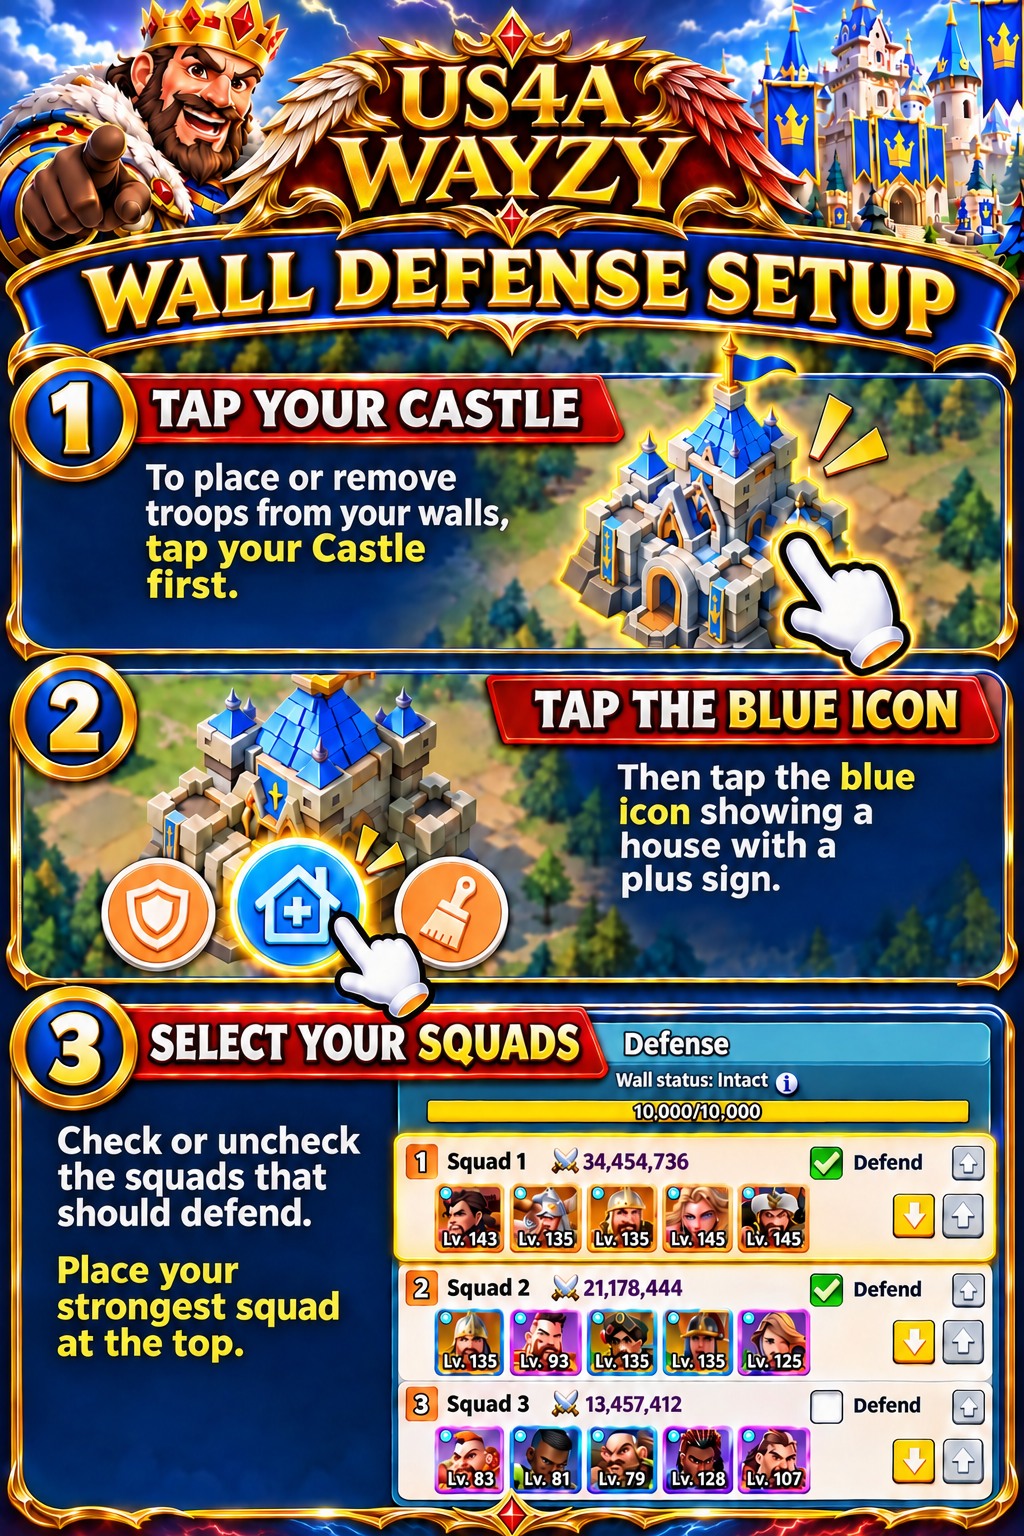 US4A
WAYZY
WALL DEFENSE SETUP
1
TAP YOUR CASTLE
To place or remove
troops from your walls,
tap your Castle
first.
2
TAP THE BLUE ICON
Then tap the blue
icon showing a
house with a
plus sign.
3
SELECT YOUR SQUADS
Check or uncheck
the squads that
should defend.
Place your
strongest squad
at the top.
Defense
Wall status: Intact i
10,000/10,000
1 Squad 1 34,454,736 Defend
Lv. 143 Lv. 135 Lv. 135 Lv. 145 Lv. 145
2 Squad 2 21,178,444 Defend
Lv. 135 Lv. 93 Lv. 135 Lv. 135 Lv. 125
3 Squad 3 13,457,412 Defend
Lv. 83 Lv. 81 Lv. 79 Lv. 128 Lv. 107